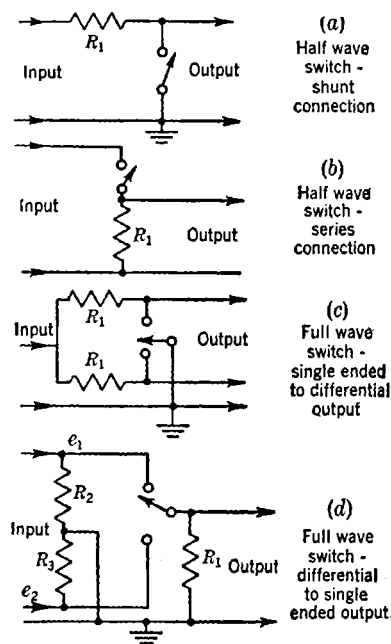 R₁
Input
Output
(a)
Half wave
switch -
shunt
connection
Input
R₁
Output
(b)
Half wave
switch -
series
connection
R₁
Input
Output
R₁
(c)
Full wave
switch -
single ended
to differential
output
e₁
R₂
Input
R₃
e₂
R₁
Output
(d)
Full wave
switch -
differential
to single
ended output